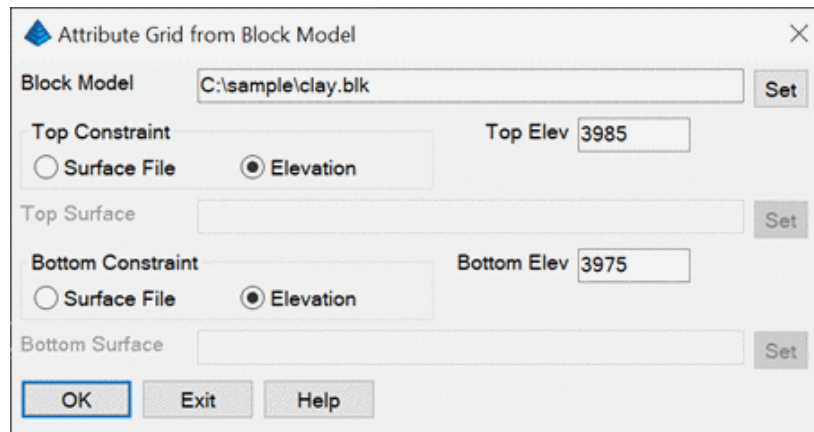 Attribute Grid from Block Model
Block Model C:\sample\clay.blk Set
Top Constraint Top Elev 3985
Surface File Elevation
Top Surface Set
Bottom Constraint Bottom Elev 3975
Surface File Elevation
Bottom Surface Set
OK Exit Help